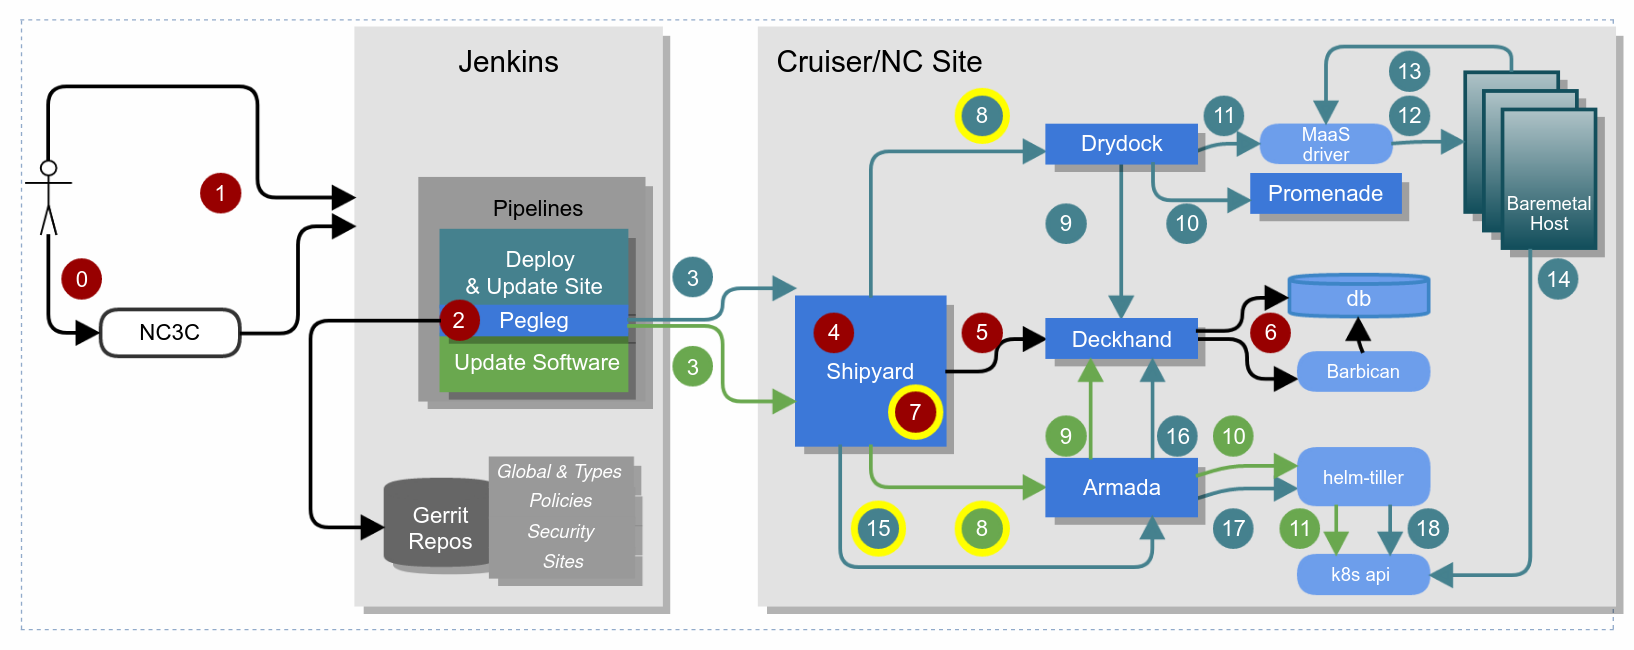 Jenkins
Cruiser/NC Site
0
1
NC3C
Pipelines
Deploy
& Update Site
2
Pegleg
Update Software
Gerrit
Repos
Global & Types
Policies
Security
Sites
3
3
4
Shipyard
7
5
8
Drydock
11
MaaS
driver
13
12
Baremetal
Host
9
10
Promenade
14
Deckhand
6
db
Barbican
9
16
10
Armada
helm-tiller
15
8
17
11
18
k8s api